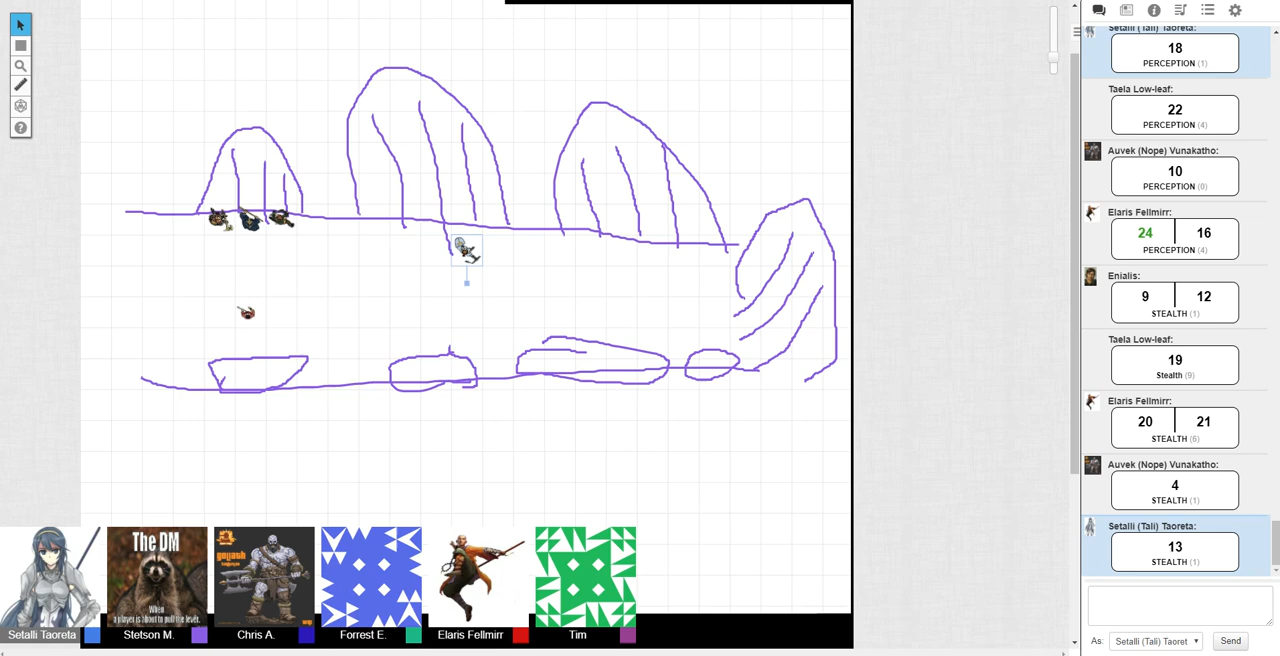 Setalli (Tali) Taoreta:
18
PERCEPTION (1)
Taela Low-leaf:
22
PERCEPTION (4)
Auvek (Nope) Vunakatho:
10
PERCEPTION (0)
Elaris Fellmirr:
24 16
PERCEPTION (4)
Enialis:
9 12
STEALTH (1)
Taela Low-leaf:
19
Stealth (9)
Elaris Fellmirr:
20 21
STEALTH (6)
Auvek (Nope) Vunakatho:
4
STEALTH (1)
Setalli (Tali) Taoreta:
13
STEALTH (1)
The DM
When
a player is about to pull the lever.
goliath
Setalli Taoreta
Stetson M.
Chris A.
Forrest E.
Elaris Fellmirr
Tim
As: Setalli (Tali) Taoret
Send